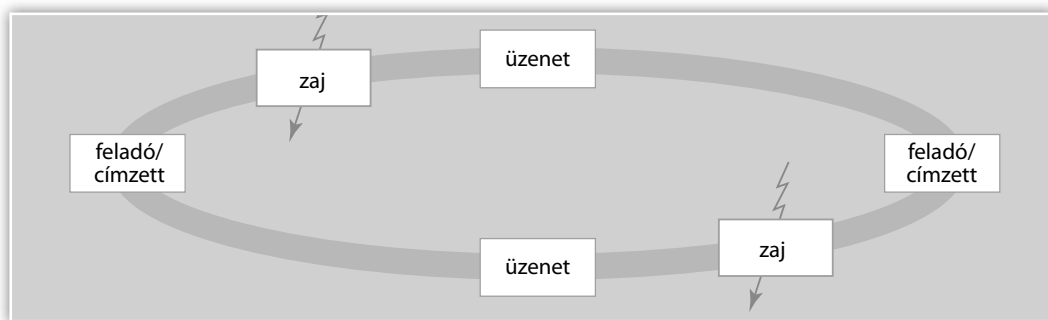 zaj
üzenet
feladó/
címzett
feladó/
címzett
zaj
üzenet